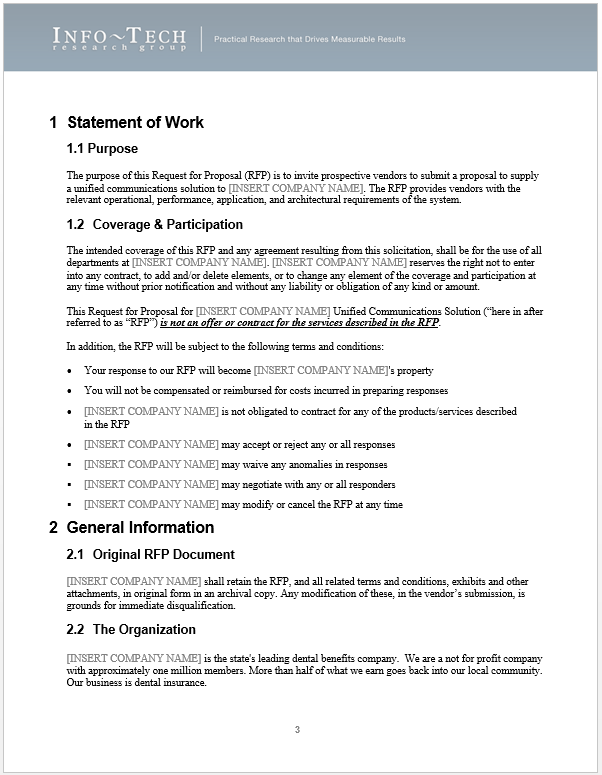 INFO~TECH
research group
Practical Research that Drives Measurable Results
1 Statement of Work
1.1 Purpose
The purpose of this Request for Proposal (RFP) is to invite prospective vendors to submit a proposal to supply
a unified communications solution to [INSERT COMPANY NAME]. The RFP provides vendors with the
relevant operational, performance, application, and architectural requirements of the system.
1.2 Coverage & Participation
The intended coverage of this RFP and any agreement resulting from this solicitation, shall be for the use of all
departments at [INSERT COMPANY NAME]. [INSERT COMPANY NAME] reserves the right not to enter
into any contract, to add and/or delete elements, or to change any element of the coverage and participation at
any time without prior notification and without any liability or obligation of any kind or amount.
This Request for Proposal for [INSERT COMPANY NAME] Unified Communications Solution (“here in after
referred to as “RFP”) is not an offer or contract for the services described in the RFP.
In addition, the RFP will be subject to the following terms and conditions:
• Your response to our RFP will become [INSERT COMPANY NAME]'s property
• You will not be compensated or reimbursed for costs incurred in preparing responses
• [INSERT COMPANY NAME] is not obligated to contract for any of the products/services described
in the RFP
• [INSERT COMPANY NAME] may accept or reject any or all responses
▪ [INSERT COMPANY NAME] may waive any anomalies in responses
▪ [INSERT COMPANY NAME] may negotiate with any or all responders
▪ [INSERT COMPANY NAME] may modify or cancel the RFP at any time
2 General Information
2.1 Original RFP Document
[INSERT COMPANY NAME] shall retain the RFP, and all related terms and conditions, exhibits and other
attachments, in original form in an archival copy. Any modification of these, in the vendor’s submission, is
grounds for immediate disqualification.
2.2 The Organization
[INSERT COMPANY NAME] is the state's leading dental benefits company. We are a not for profit company
with approximately one million members. More than half of what we earn goes back into our local community.
Our business is dental insurance.
3